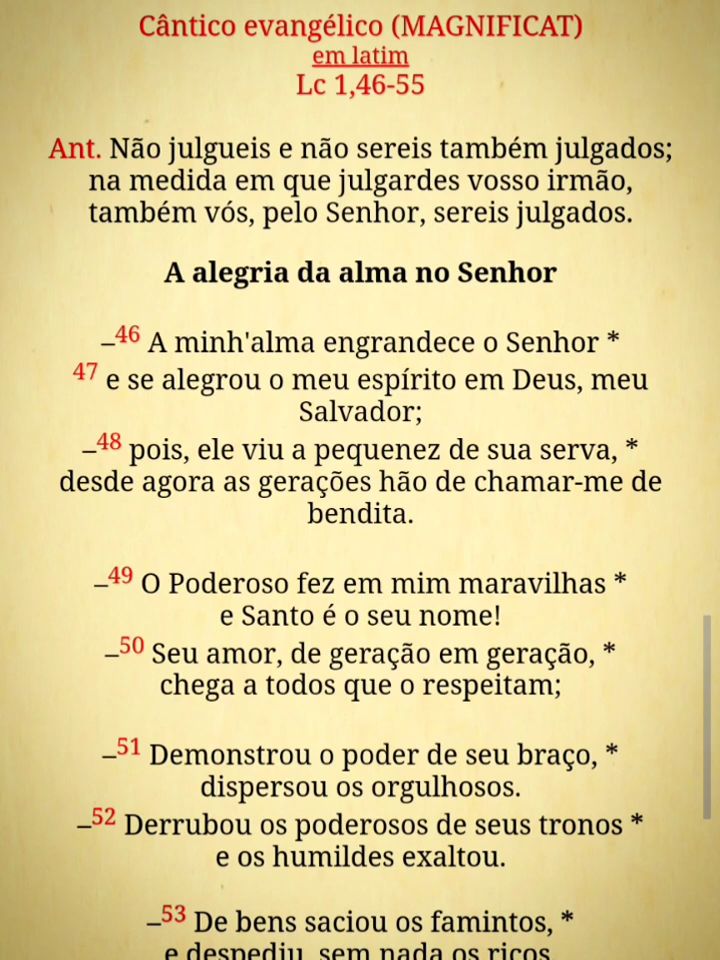 Cântico evangélico (MAGNIFICAT)
em latim
Lc 1,46-55
Ant. Não julgueis e não sereis também julgados;
na medida em que julgardes vosso irmão,
também vós, pelo Senhor, sereis julgados.
A alegria da alma no Senhor
–46 A minh'alma engrandece o Senhor *
47 e se alegrou o meu espírito em Deus, meu
Salvador;
–48 pois, ele viu a pequenez de sua serva, *
desde agora as gerações hão de chamar-me de
bendita.
–49 O Poderoso fez em mim maravilhas *
e Santo é o seu nome!
–50 Seu amor, de geração em geração, *
chega a todos que o respeitam;
–51 Demonstrou o poder de seu braço, *
dispersou os orgulhosos.
–52 Derrubou os poderosos de seus tronos *
e os humildes exaltou.
–53 De bens saciou os famintos, *
e despediu, sem nada os ricos.